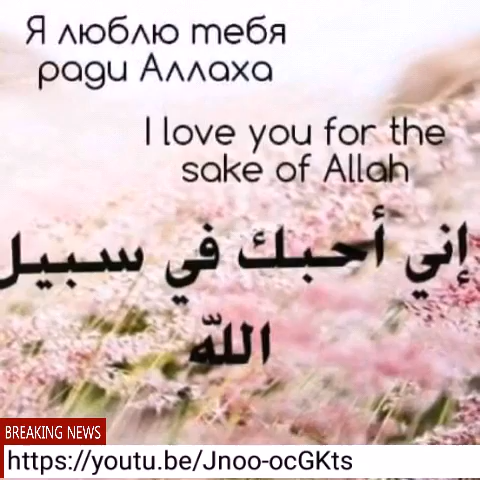 Я люблю тебя
ради Аллаха
I love you for the
sake of Allah
إني أحبك في سبيل
اللّه
BREAKING NEWS
https://youtu.be/Jnoo-ocGKts